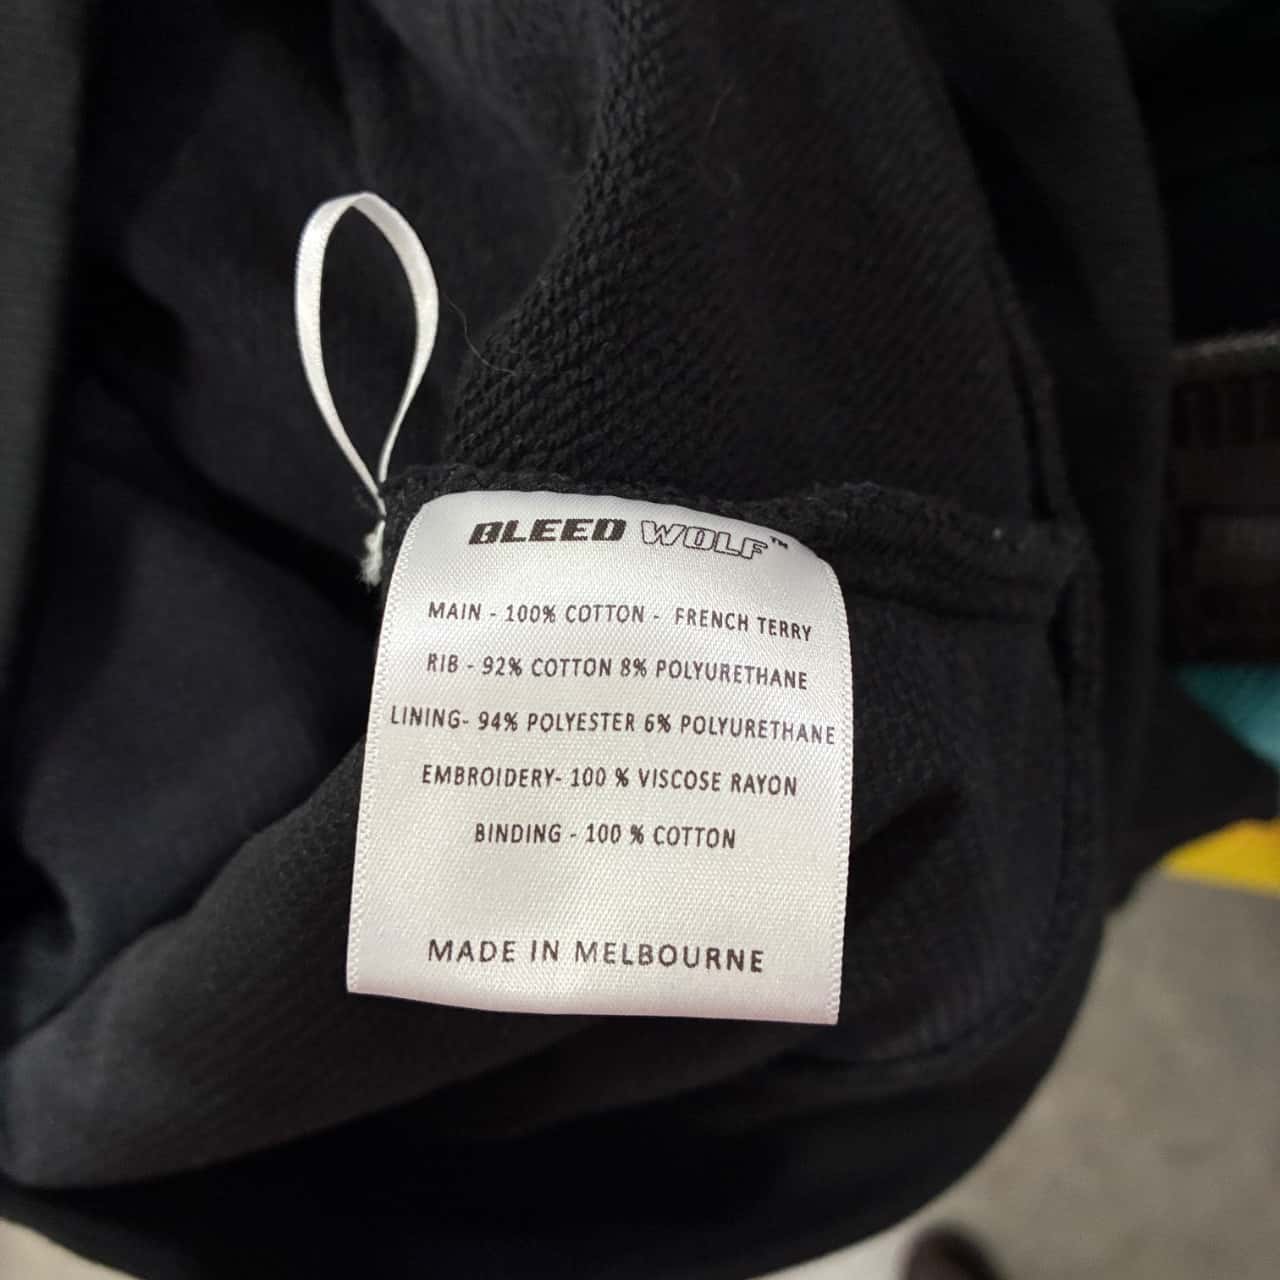 BLEED WOLF™
MAIN - 100% COTTON - FRENCH TERRY
RIB - 92% COTTON 8% POLYURETHANE
LINING- 94% POLYESTER 6% POLYURETHANE
EMBROIDERY- 100 % VISCOSE RAYON
BINDING - 100 % COTTON
MADE IN MELBOURNE